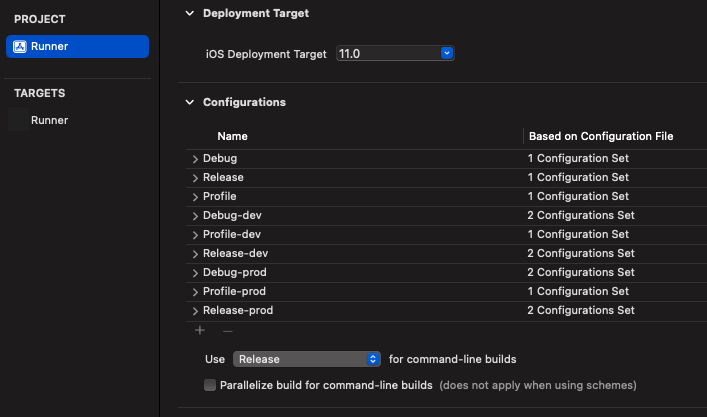 PROJECT
Runner
TARGETS
Runner
Deployment Target
iOS Deployment Target 11.0
Configurations
Name Based on Configuration File
Debug 1 Configuration Set
Release 1 Configuration Set
Profile 1 Configuration Set
Debug-dev 2 Configurations Set
Profile-dev 1 Configuration Set
Release-dev 2 Configurations Set
Debug-prod 2 Configurations Set
Profile-prod 1 Configuration Set
Release-prod 2 Configurations Set
+ —
Use Release for command-line builds
Parallelize build for command-line builds (does not apply when using schemes)